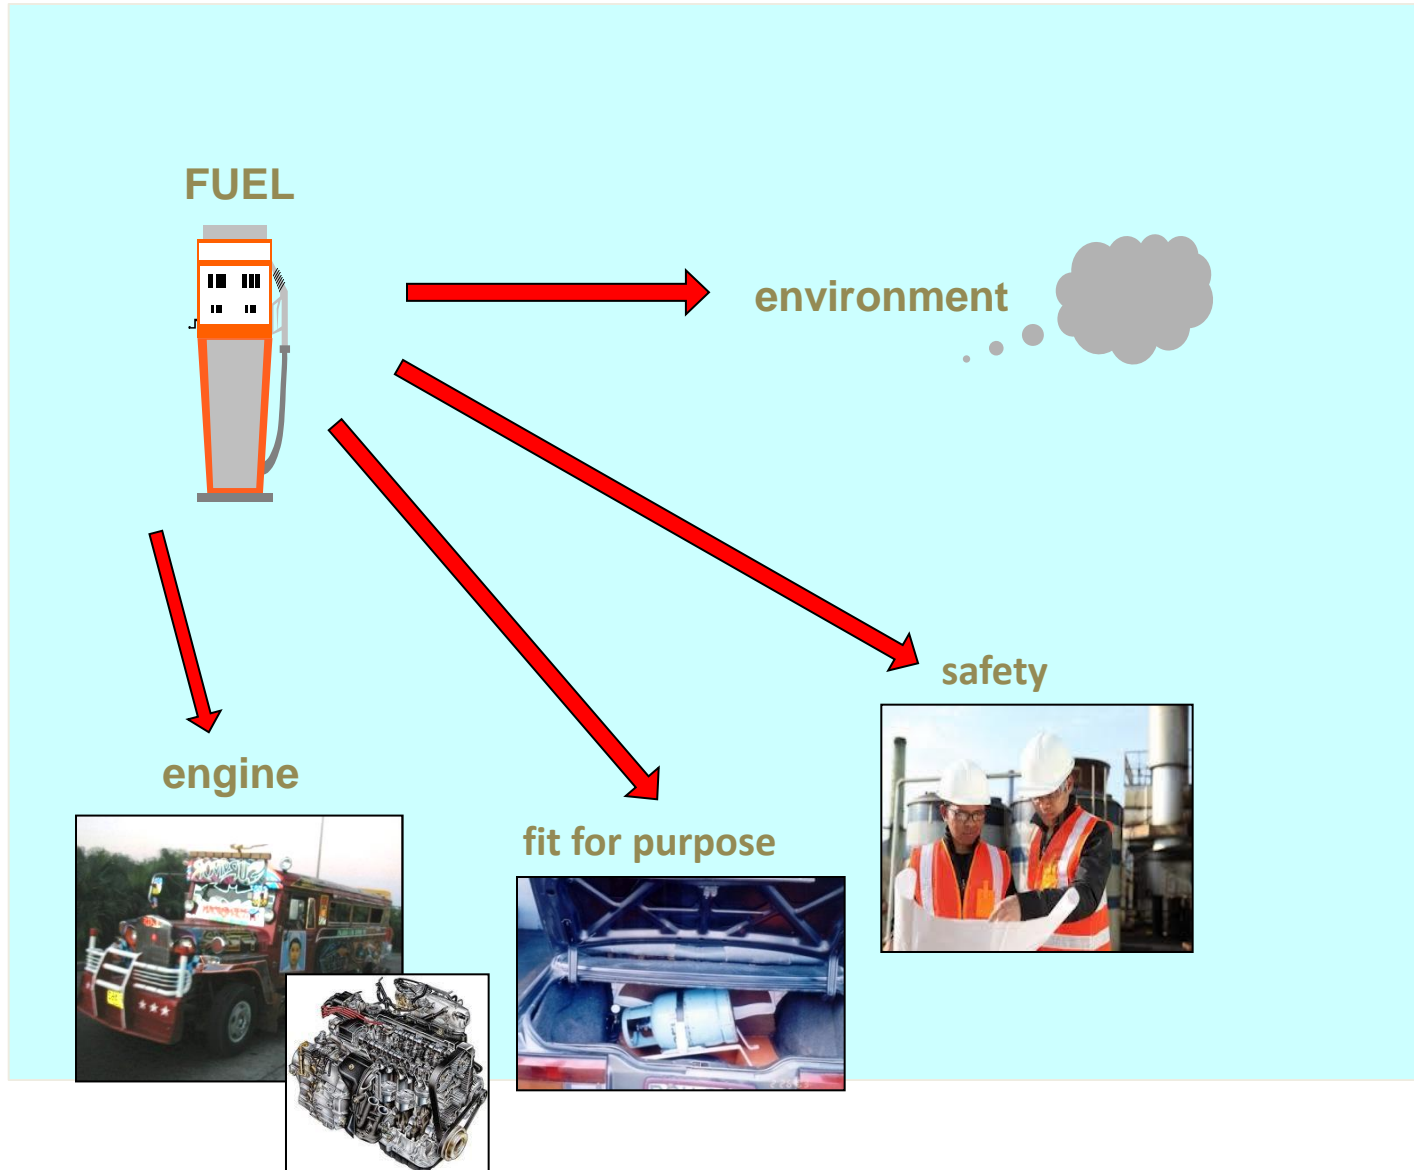 FUEL
environment
safety
engine
fit for purpose